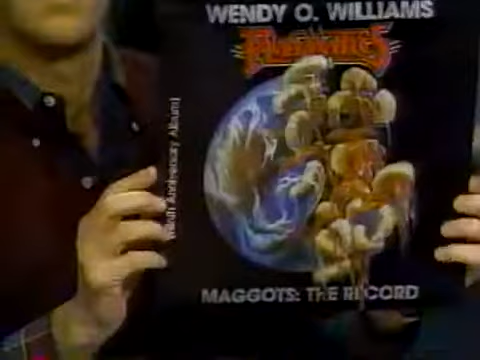 WENDY O. WILLIAMS
Plasmatics
Anniversary Album)
MAGGOTS: THE RECORD